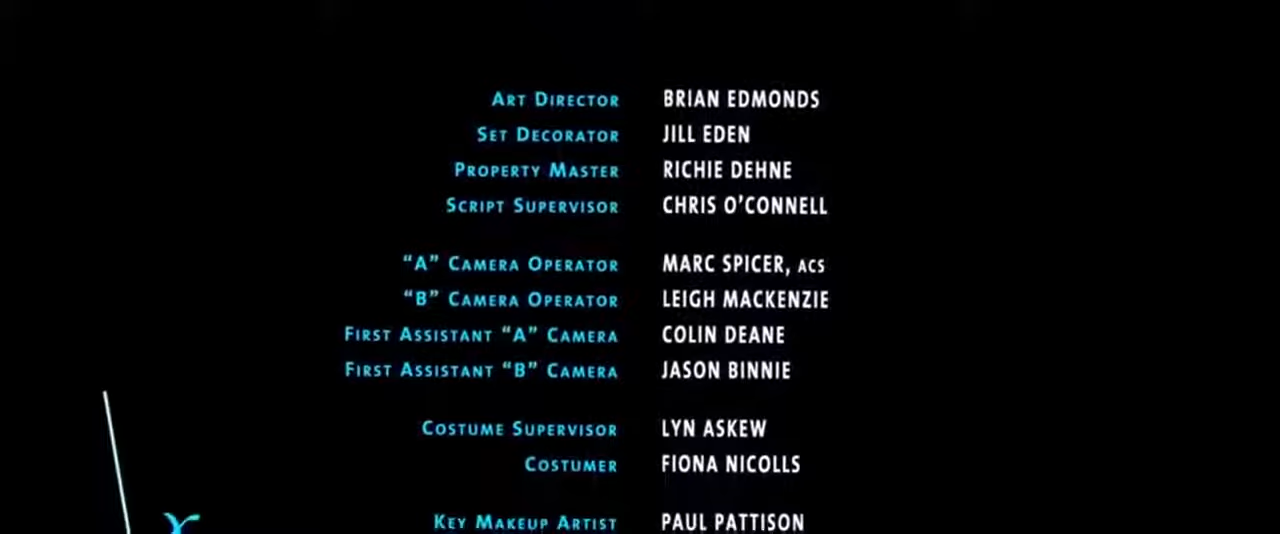 ART DIRECTOR BRIAN EDMONDS
SET DECORATOR JILL EDEN
PROPERTY MASTER RICHIE DEHNE
SCRIPT SUPERVISOR CHRIS O'CONNELL
"A" CAMERA OPERATOR MARC SPICER, ACS
"B" CAMERA OPERATOR LEIGH MACKENZIE
FIRST ASSISTANT "A" CAMERA COLIN DEANE
FIRST ASSISTANT "B" CAMERA JASON BINNIE
COSTUME SUPERVISOR LYN ASKEW
COSTUMER FIONA NICOLLS
KEY MAKEUP ARTIST PAUL PATTISON